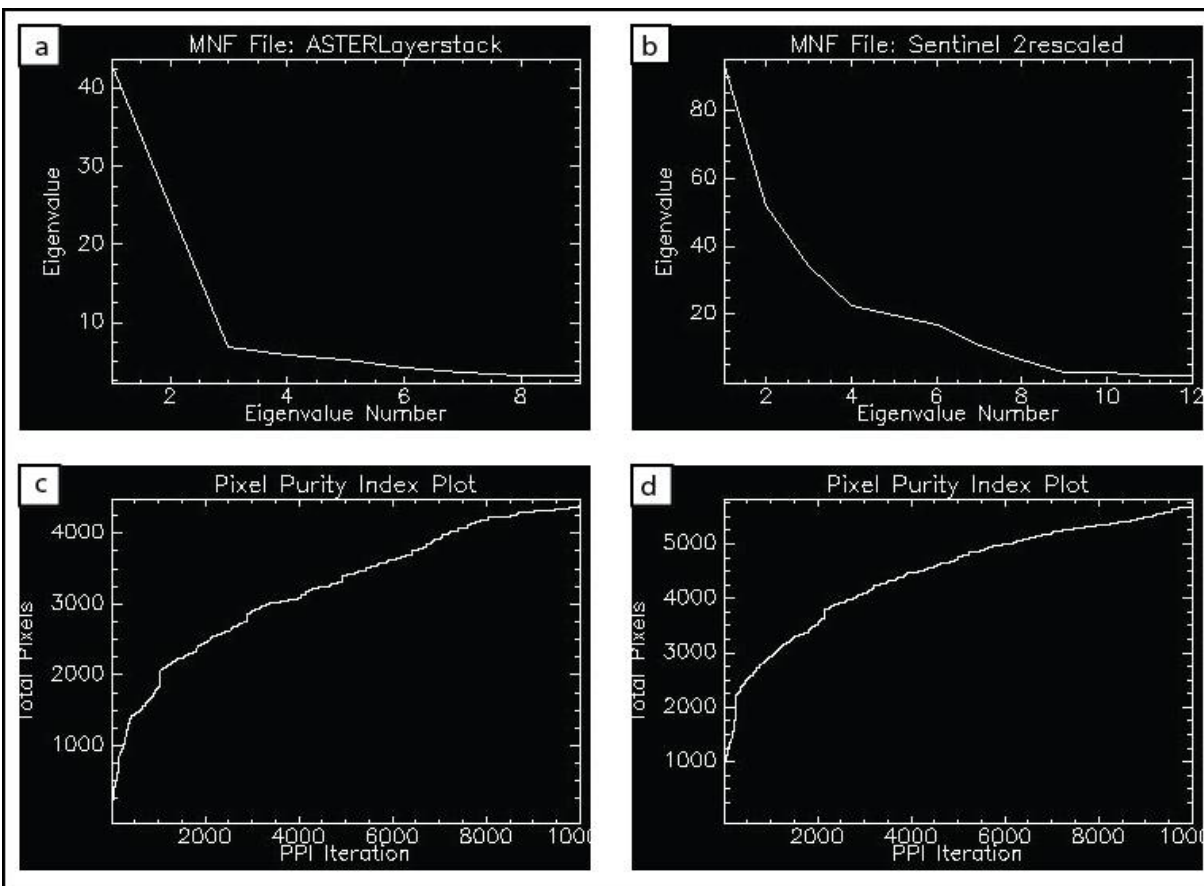 a
MNF File: ASTERLayerstack
40
30
20
10
Eigenvalue
2 4 6 8
Eigenvalue Number
b
MNF File: Sentinel 2rescaled
80
60
40
20
Eigenvalue
2 4 6 8 10 12
Eigenvalue Number
c
Pixel Purity Index Plot
4000
3000
2000
1000
Total Pixels
2000 4000 6000 8000 1000
PPI Iteration
d
Pixel Purity Index Plot
5000
4000
3000
2000
1000
Total Pixels
2000 4000 6000 8000 1000
PPI Iteration